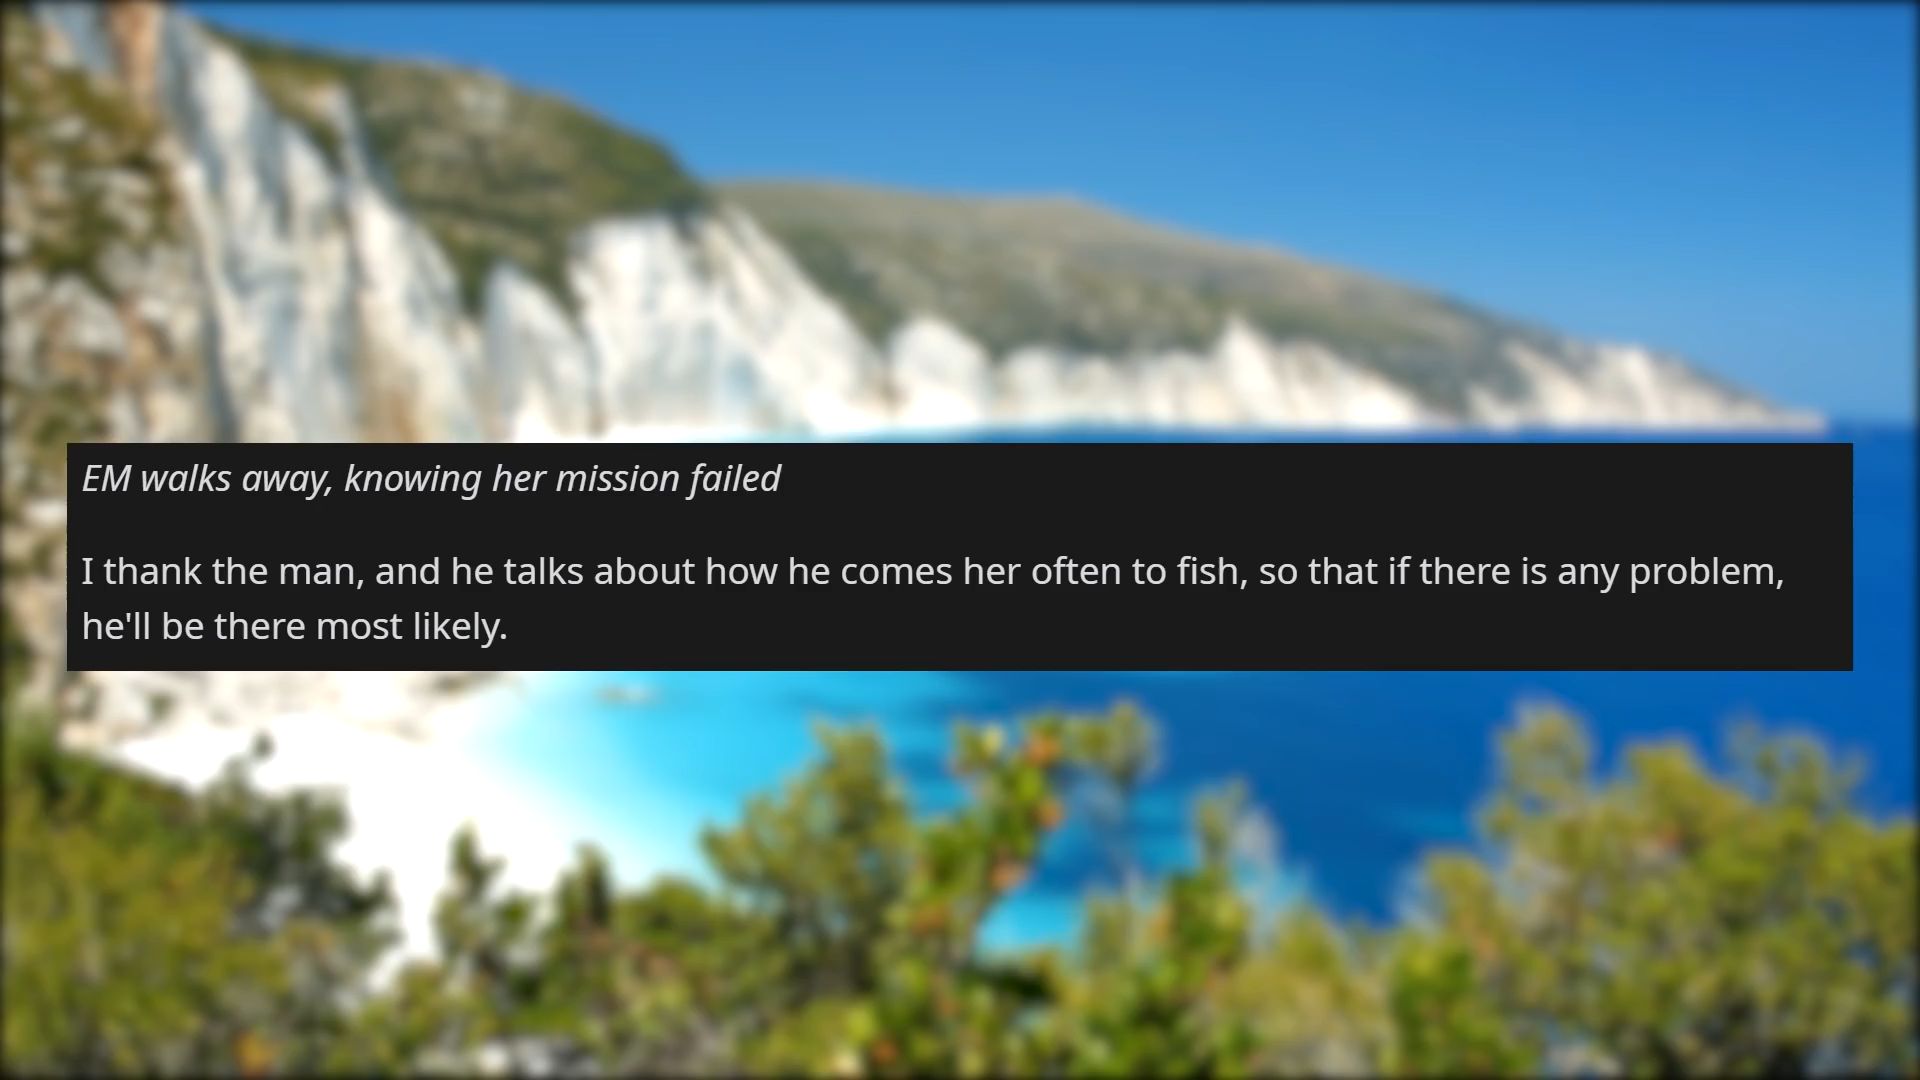 EM walks away, knowing her mission failed
I thank the man, and he talks about how he comes her often to fish, so that if there is any problem,
he'll be there most likely.